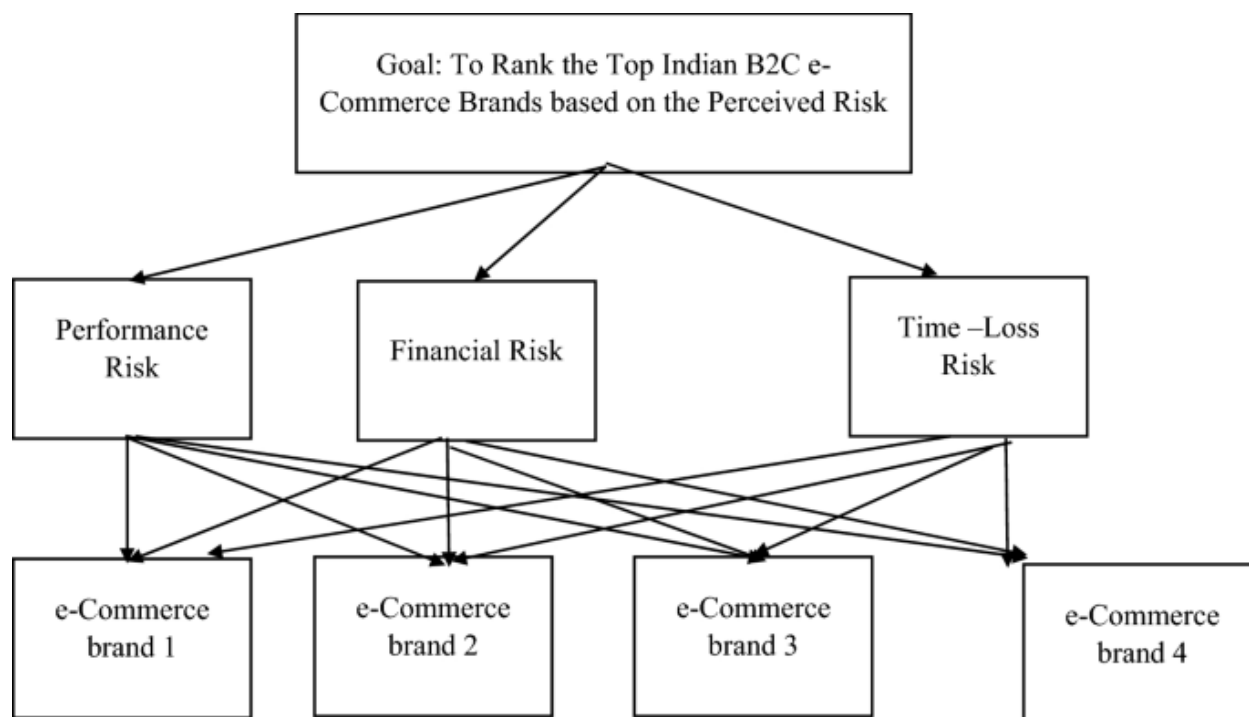 Goal: To Rank the Top Indian B2C e-
Commerce Brands based on the Perceived Risk
Performance
Risk
Financial Risk
Time –Loss
Risk
e-Commerce
brand 1
e-Commerce
brand 2
e-Commerce
brand 3
e-Commerce
brand 4